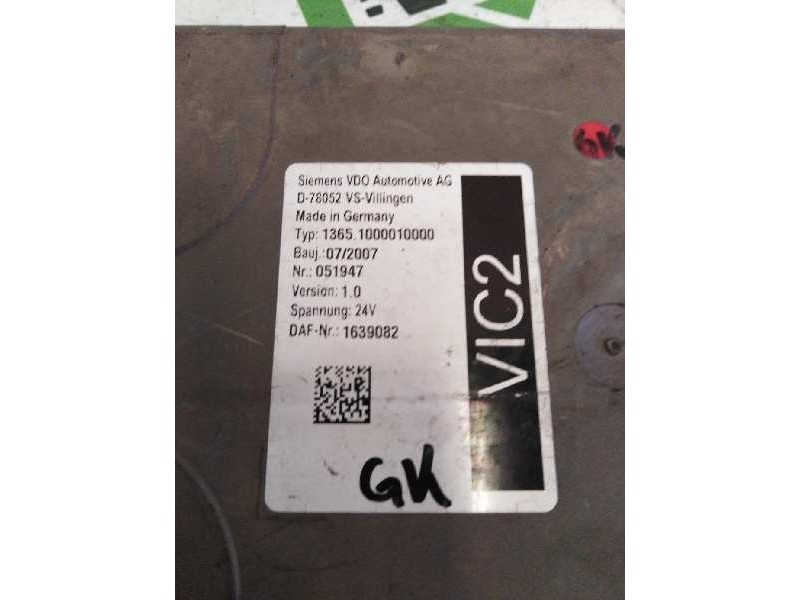 GK
Siemens VDO Automotive AG
D-78052 VS-Villingen
Made in Germany
Typ: 1365.1000010000
Bauj.:07/2007
Nr.: 051947
Version: 1.0
Spannung: 24V
DAF-Nr.: 1639082
VIC2
GK